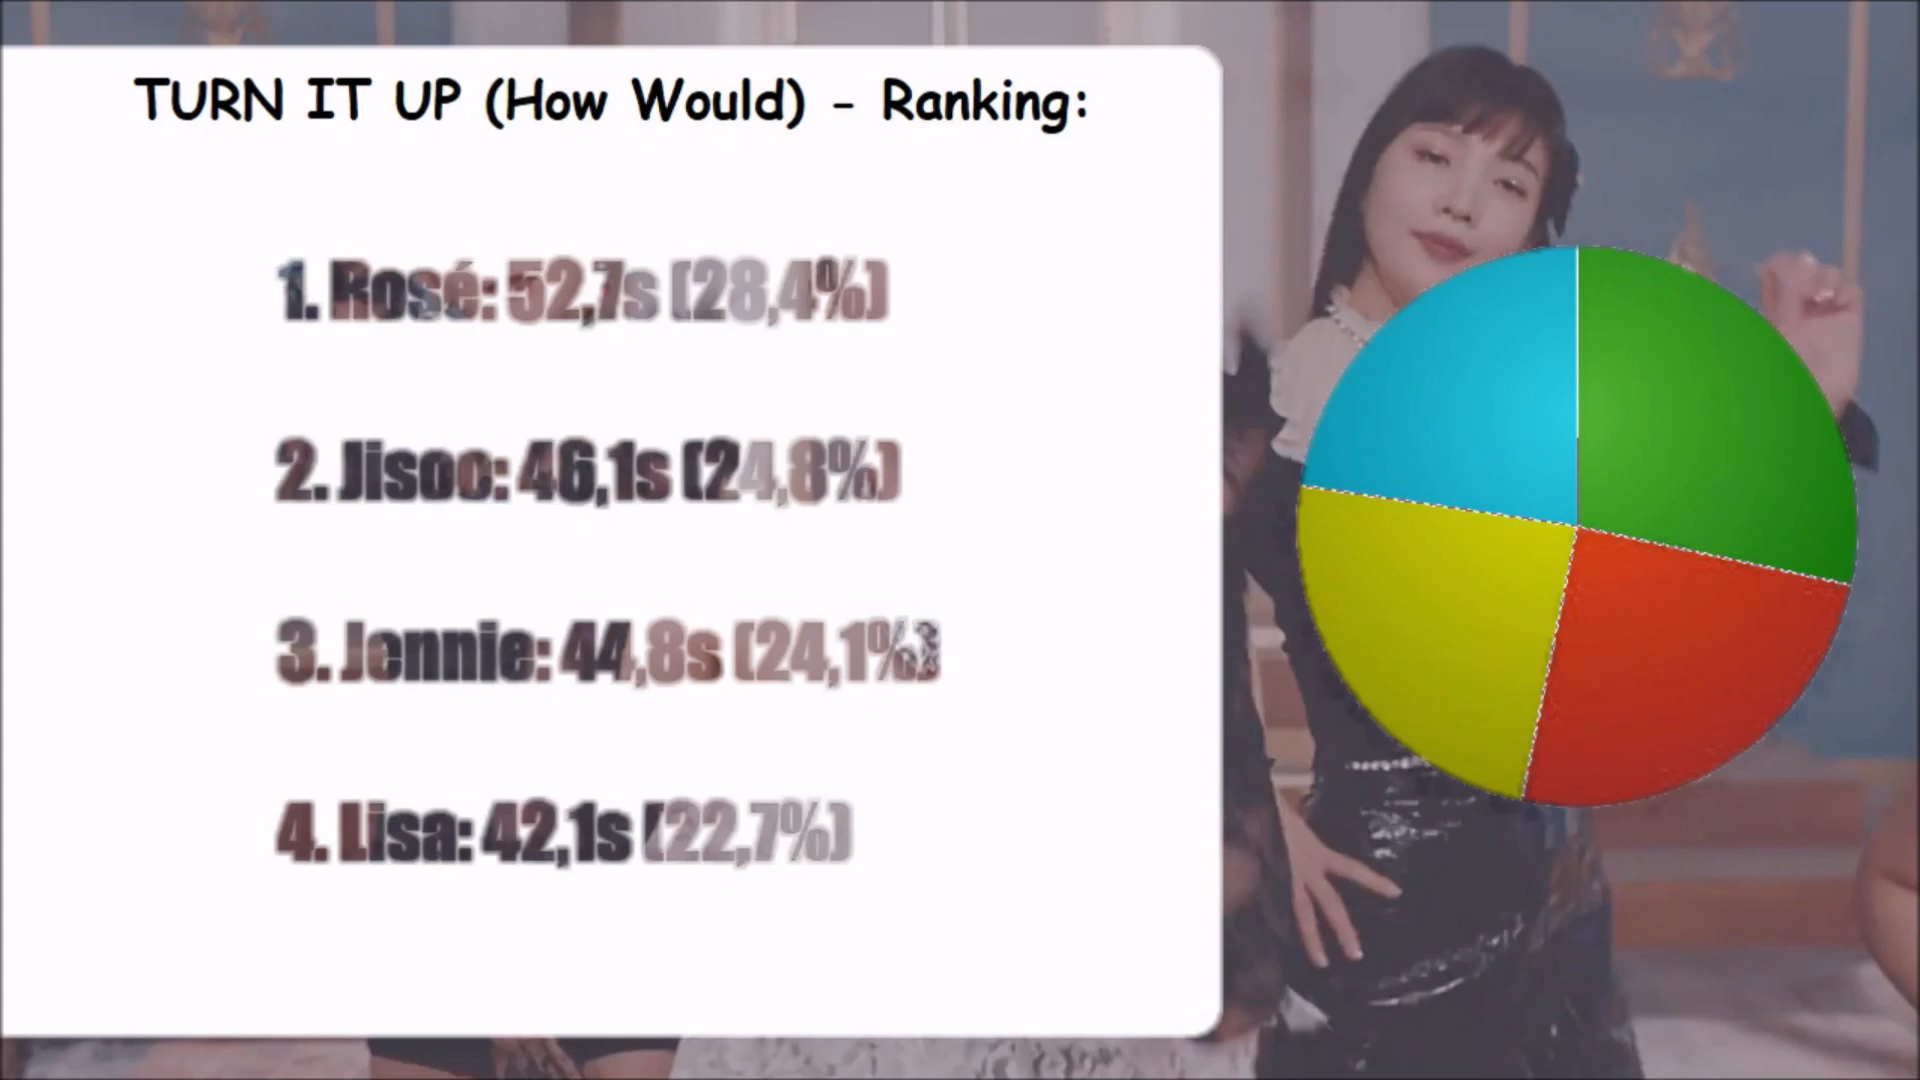 TURN IT UP (How Would) - Ranking:
1. Rosé: 52,7s (28,4%)
2. Jisoo: 46,1s (24,8%)
3. Jennie: 44,8s (24,1%)
4. Lisa: 42,1s (22,7%)